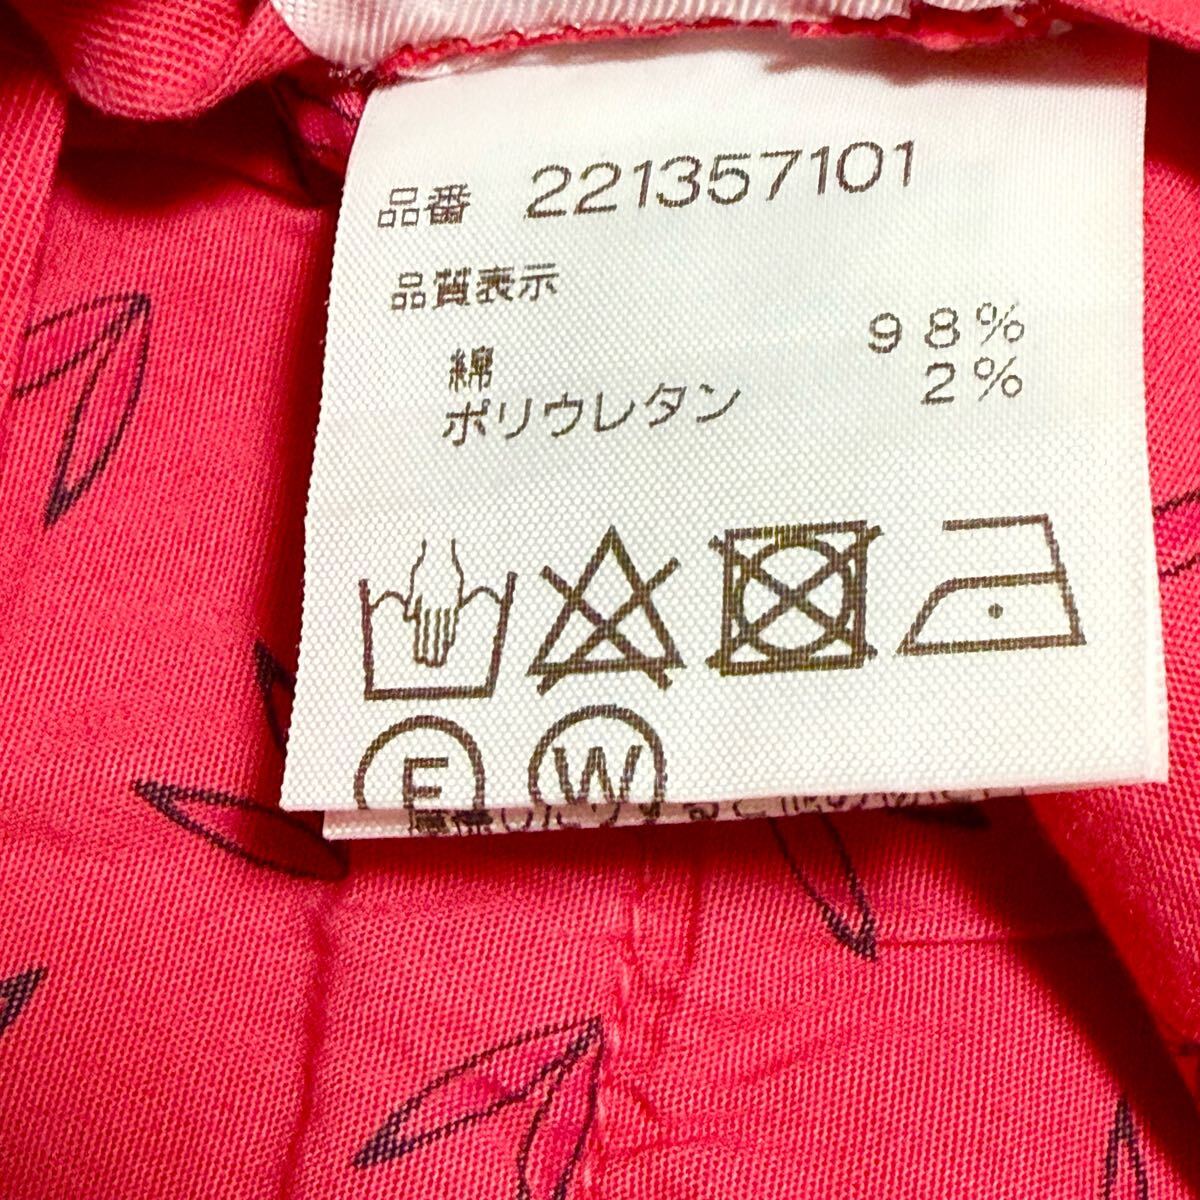 品番 221357101
品質表示
綿 98%
ポリウレタン 2%
F W